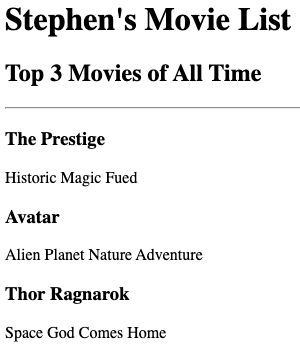 Stephen's Movie List
Top 3 Movies of All Time
The Prestige
Historic Magic Fued
Avatar
Alien Planet Nature Adventure
Thor Ragnarok
Space God Comes Home